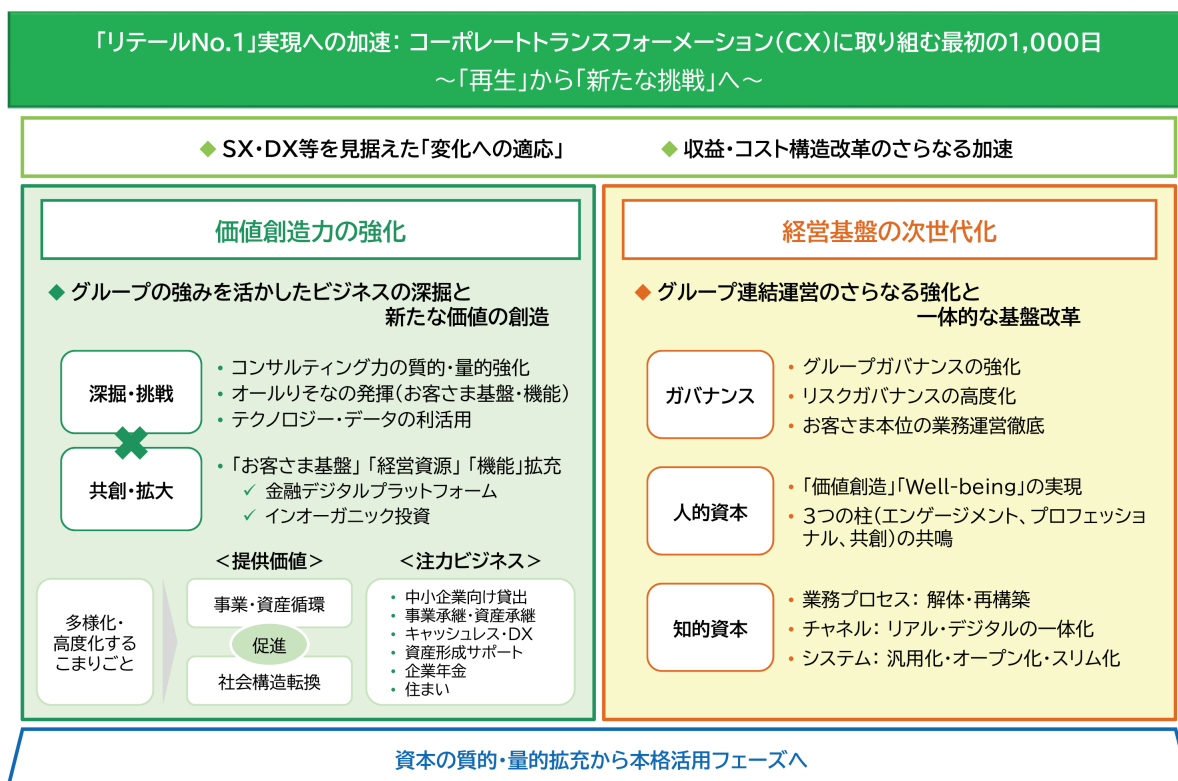 「リテールNo.1」実現への加速：コーポレートトランスフォーメーション（CX）に取り組む最初の1,000日
～「再生」から「新たな挑戦」へ～
◆ SX・DX等を見据えた「変化への適応」
◆ 収益・コスト構造改革のさらなる加速
価値創造力の強化
◆ グループの強みを活かしたビジネスの深掘と
新たな価値の創造
深掘・挑戦
• コンサルティング力の質的・量的強化
• オールりそなの発揮（お客さま基盤・機能）
• テクノロジー・データの利活用
共創・拡大
• 「お客さま基盤」「経営資源」「機能」拡充
✓ 金融デジタルプラットフォーム
✓ インオーガニック投資
多様化・
高度化する
こまりごと
＜提供価値＞
事業・資産循環
促進
社会構造転換
＜注力ビジネス＞
• 中小企業向け貸出
• 事業承継・資産承継
• キャッシュレス・DX
• 資産形成サポート
• 企業年金
• 住まい
経営基盤の次世代化
◆ グループ連結運営のさらなる強化と
一体的な基盤改革
ガバナンス
• グループガバナンスの強化
• リスクガバナンスの高度化
• お客さま本位の業務運営徹底
人的資本
• 「価値創造」「Well-being」の実現
• 3つの柱（エンゲージメント、プロフェッショ
ナル、共創）の共鳴
知的資本
• 業務プロセス：解体・再構築
• チャネル：リアル・デジタルの一体化
• システム：汎用化・オープン化・スリム化
資本の質的・量的拡充から本格活用フェーズへ